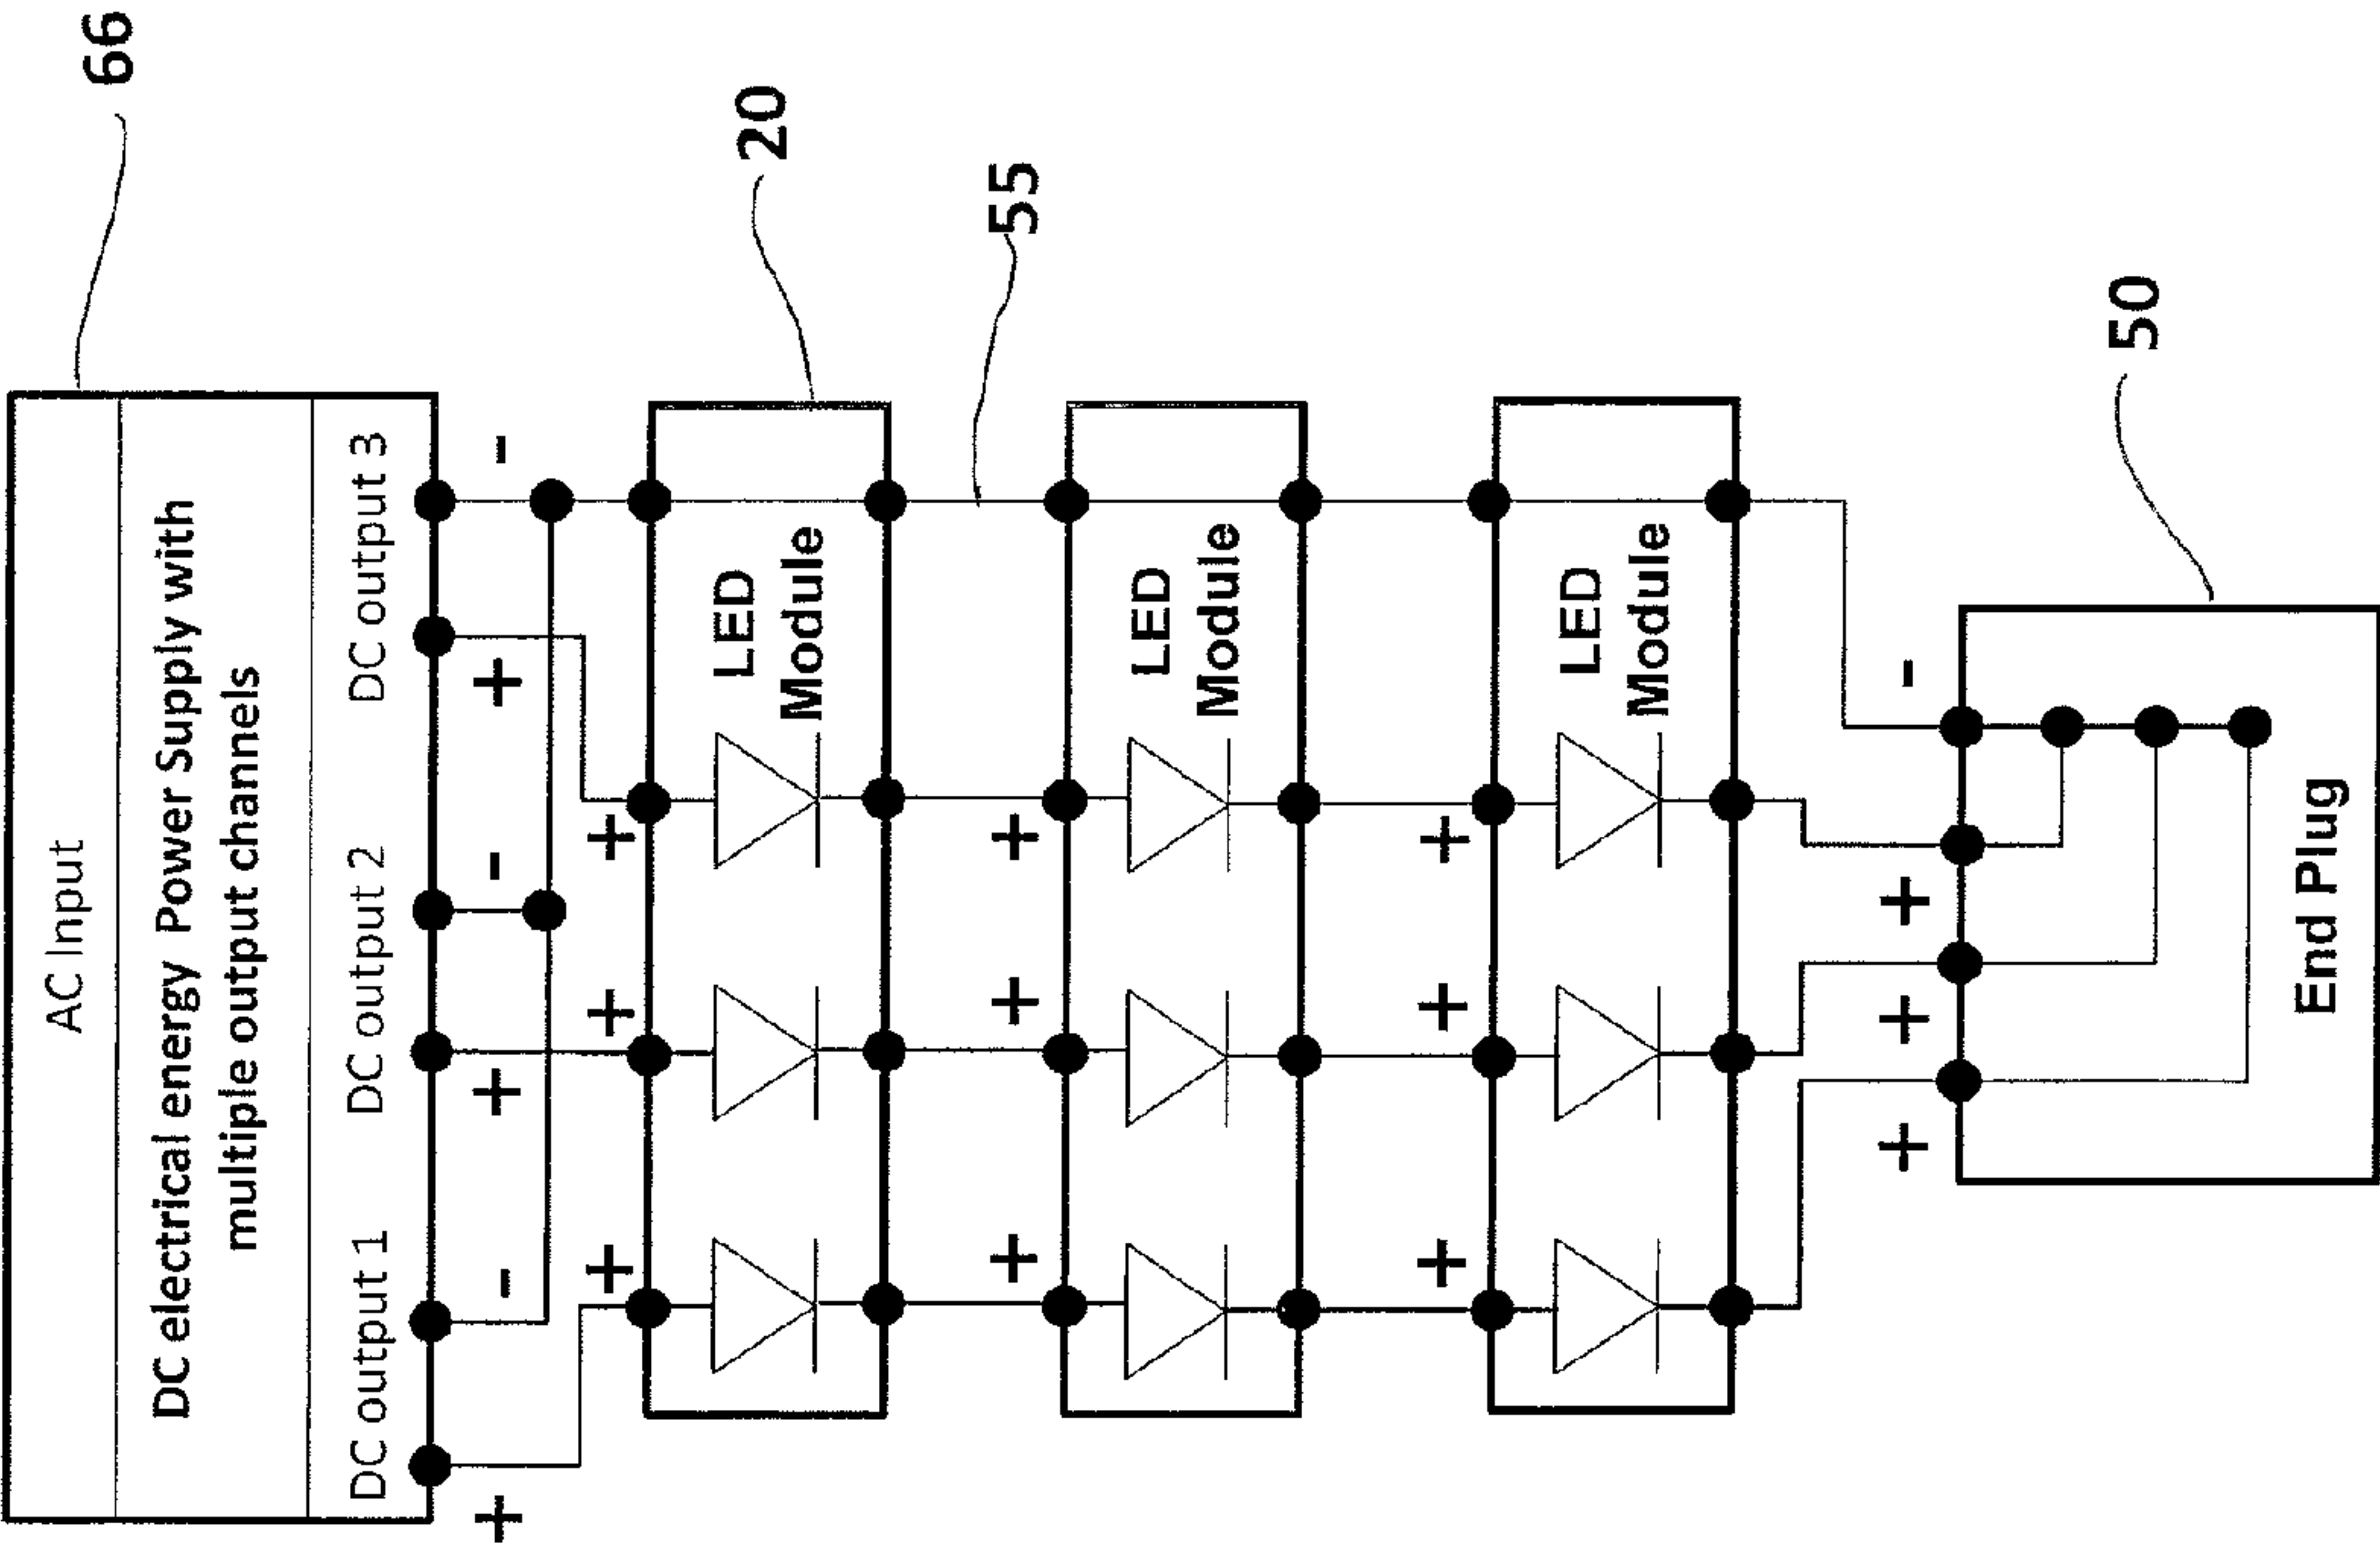 66
AC Input
DC electrical energy Power Supply with
multiple output channels
DC output 1 DC output 2 DC output 3
+ - + - + -
20
+ + +
LED
Module
55
+ + +
LED
Module
+ + +
LED
Module
50
+ + + -
End Plug